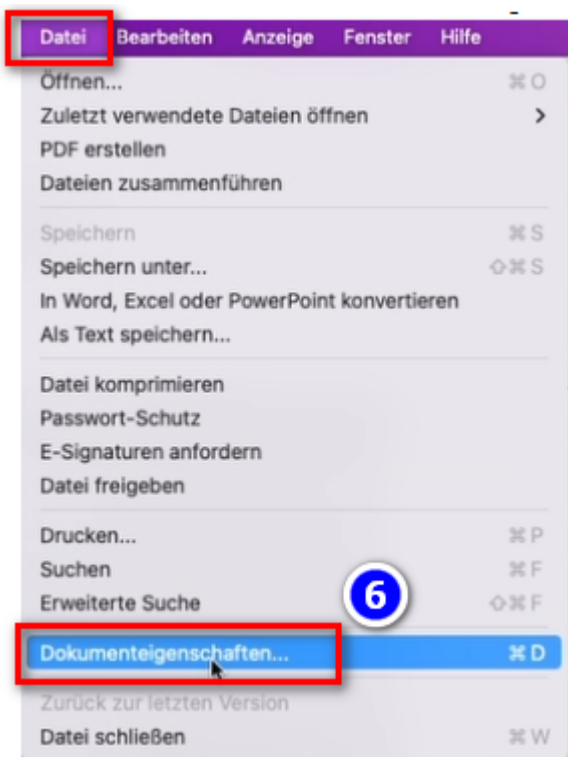 Datei Bearbeiten Anzeige Fenster Hilfe
Öffnen... ⌘ O
Zuletzt verwendete Dateien öffnen >
PDF erstellen
Dateien zusammenführen
Speichern ⌘ S
Speichern unter... ⇧⌘ S
In Word, Excel oder PowerPoint konvertieren
Als Text speichern...
Datei komprimieren
Passwort-Schutz
E-Signaturen anfordern
Datei freigeben
Drucken... ⌘ P
Suchen ⌘ F
Erweiterte Suche ⇧⌘ F
6
Dokumenteigenschaften... ⌘ D
Zurück zur letzten Version
Datei schließen ⌘ W